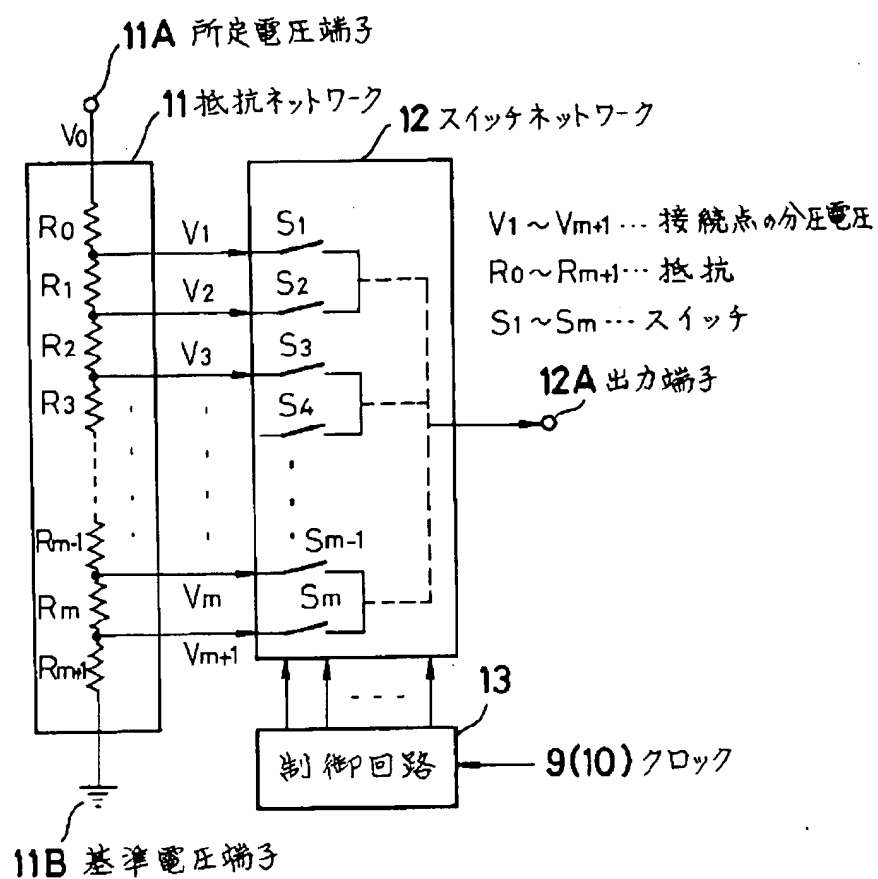 11A 所定電圧端子
11 抵抗ネットワーク
12 スイッチネットワーク
V0
R0
V1
S1
V1～Vm+1… 接続点の分圧電圧
R1
V2
S2
R0～Rm+1… 抵抗
R2
V3
S3
S1～Sm… スイッチ
R3
S4
12A 出力端子
Rm-1
Sm-1
Vm
Rm
Sm
Vm+1
Rm+1
13
制御回路
9(10) クロック
11B 基準電圧端子